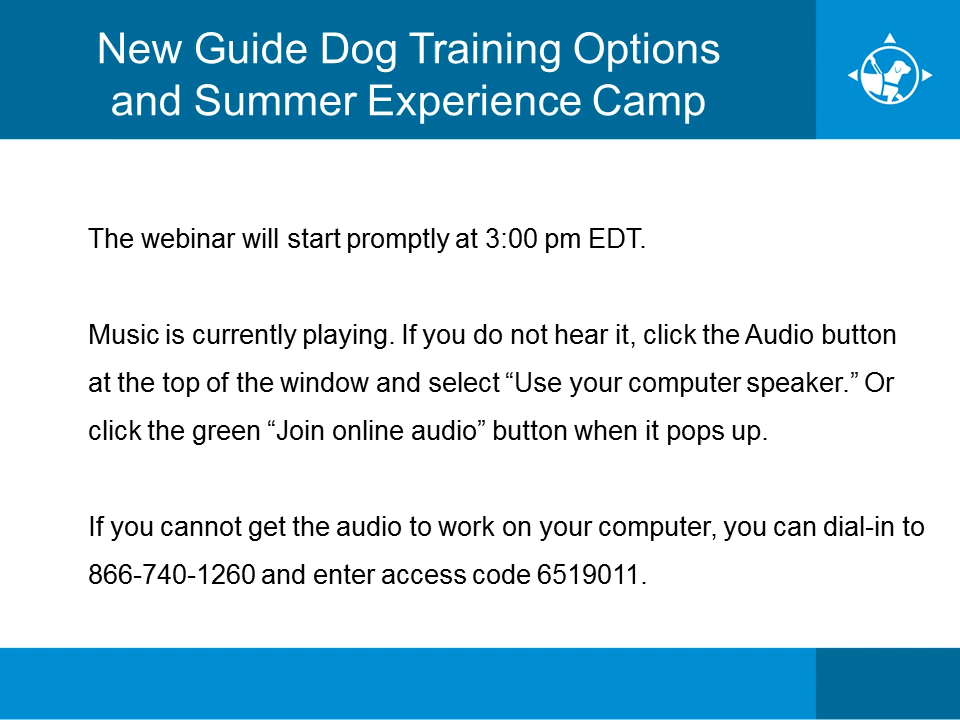 New Guide Dog Training Options
and Summer Experience Camp
The webinar will start promptly at 3:00 pm EDT.
Music is currently playing. If you do not hear it, click the Audio button
at the top of the window and select “Use your computer speaker.” Or
click the green “Join online audio” button when it pops up.
If you cannot get the audio to work on your computer, you can dial-in to
866-740-1260 and enter access code 6519011.